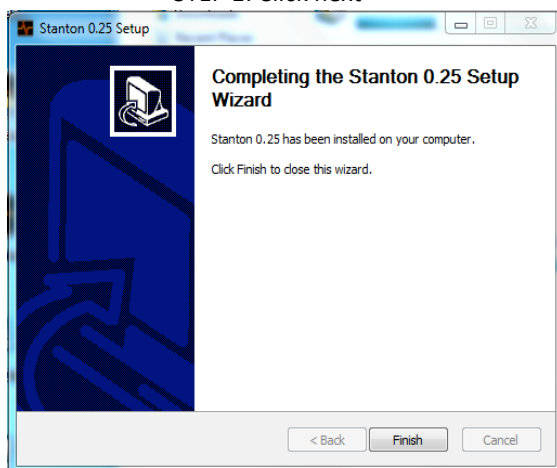 Stanton 0.25 Setup
Completing the Stanton 0.25 Setup
Wizard
Stanton 0.25 has been installed on your computer.
Click Finish to close this wizard.
< Back
Finish
Cancel